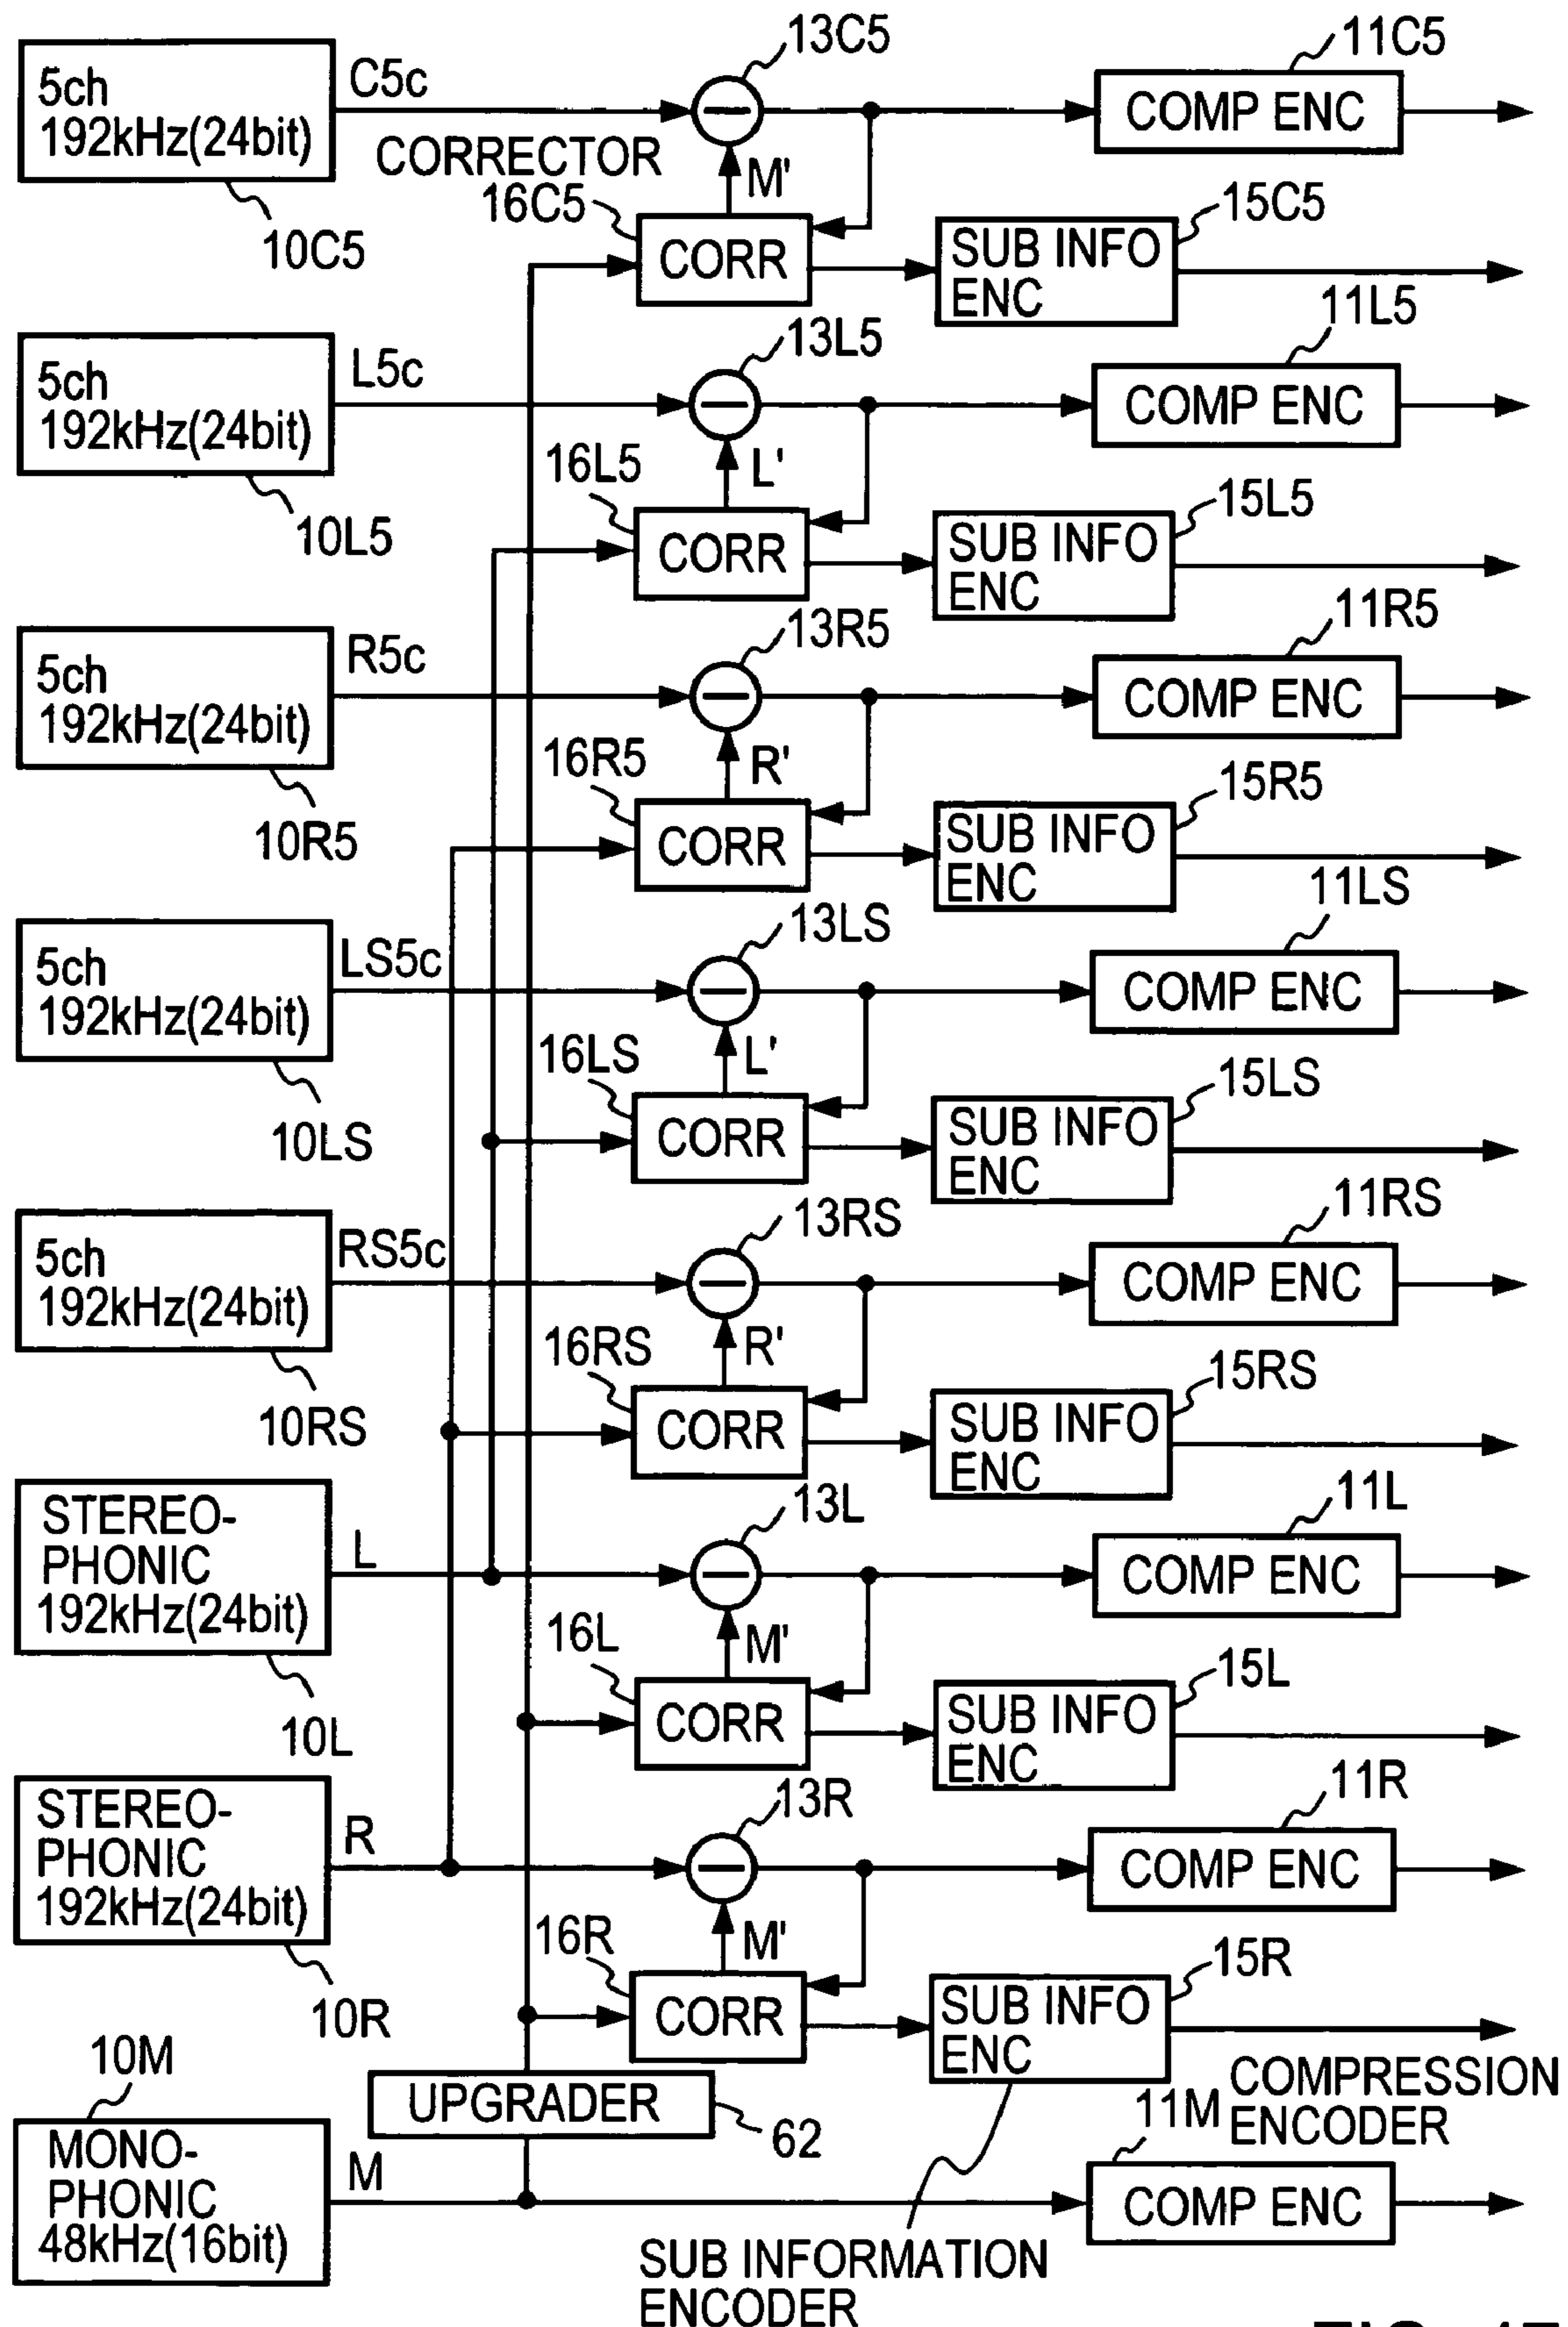 13C5
11C5
5ch
192kHz(24bit)
C5c
COMP ENC
CORRECTOR
16C5
M'
15C5
10C5
CORR
SUB INFO
ENC
13L5
11L5
5ch
192kHz(24bit)
L5c
COMP ENC
16L5
L'
15L5
10L5
CORR
SUB INFO
ENC
13R5
11R5
5ch
192kHz(24bit)
R5c
COMP ENC
16R5
R'
15R5
10R5
CORR
SUB INFO
ENC
13LS
11LS
5ch
192kHz(24bit)
LS5c
COMP ENC
16LS
L'
15LS
10LS
CORR
SUB INFO
ENC
13RS
11RS
5ch
192kHz(24bit)
RS5c
COMP ENC
16RS
R'
15RS
10RS
CORR
SUB INFO
ENC
13L
11L
STEREO-
PHONIC
192kHz(24bit)
L
COMP ENC
16L
M'
15L
10L
CORR
SUB INFO
ENC
13R
11R
STEREO-
PHONIC
192kHz(24bit)
R
COMP ENC
16R
M'
15R
10R
CORR
SUB INFO
ENC
10M
UPGRADER
62
11M
COMPRESSION
ENCODER
MONO-
PHONIC
48kHz(16bit)
M
COMP ENC
SUB INFORMATION
ENCODER